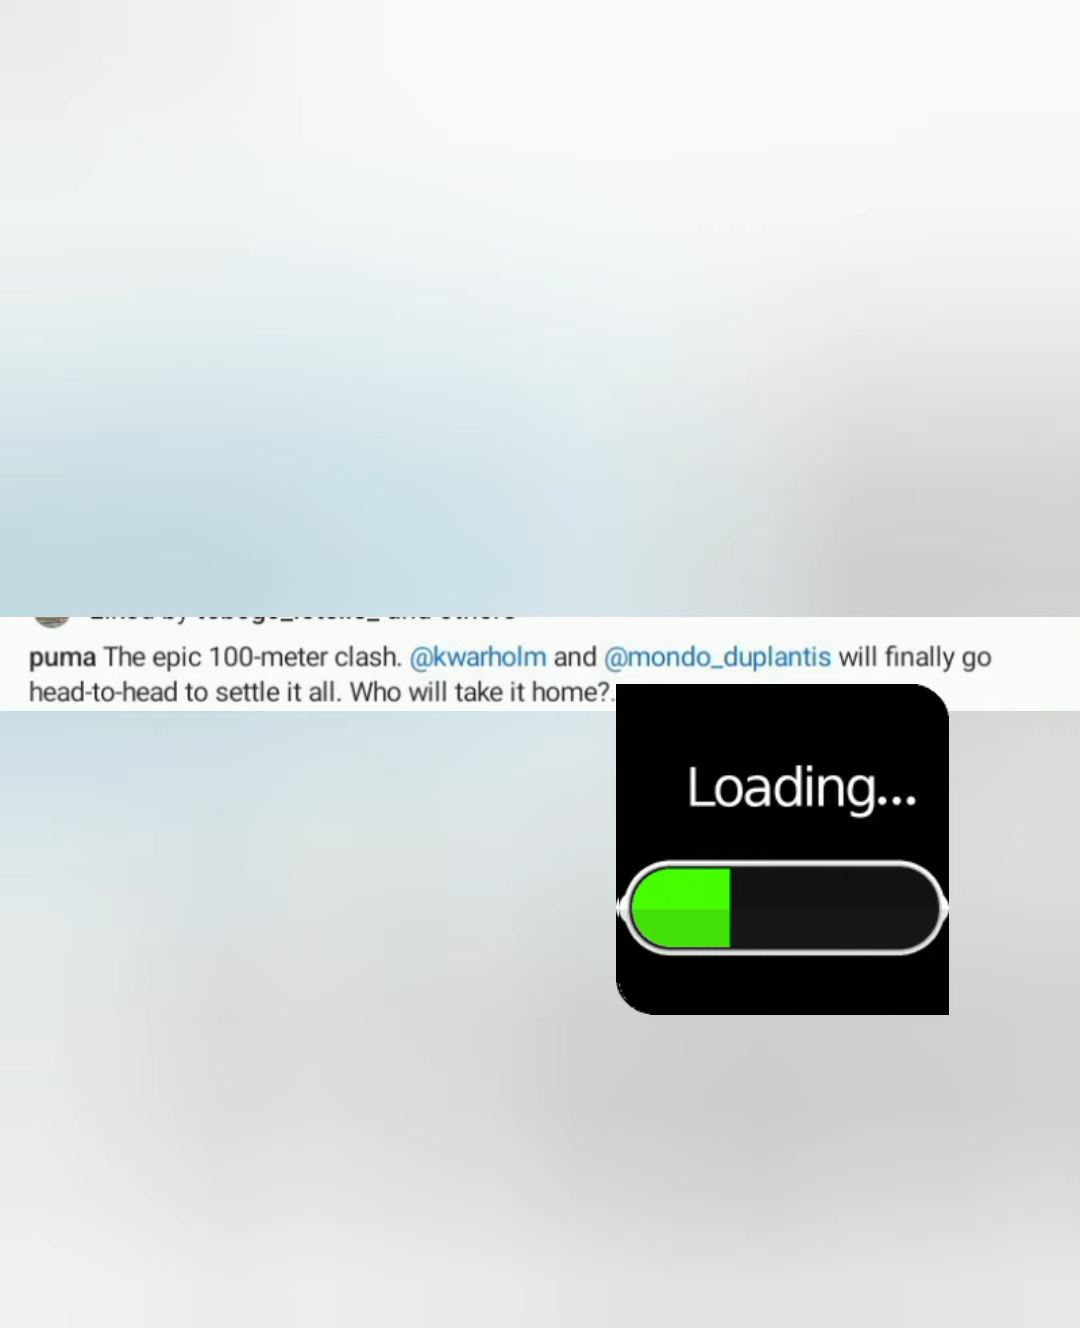 puma The epic 100-meter clash. @kwarholm and @mondo_duplantis will finally go
head-to-head to settle it all. Who will take it home?.
Loading...